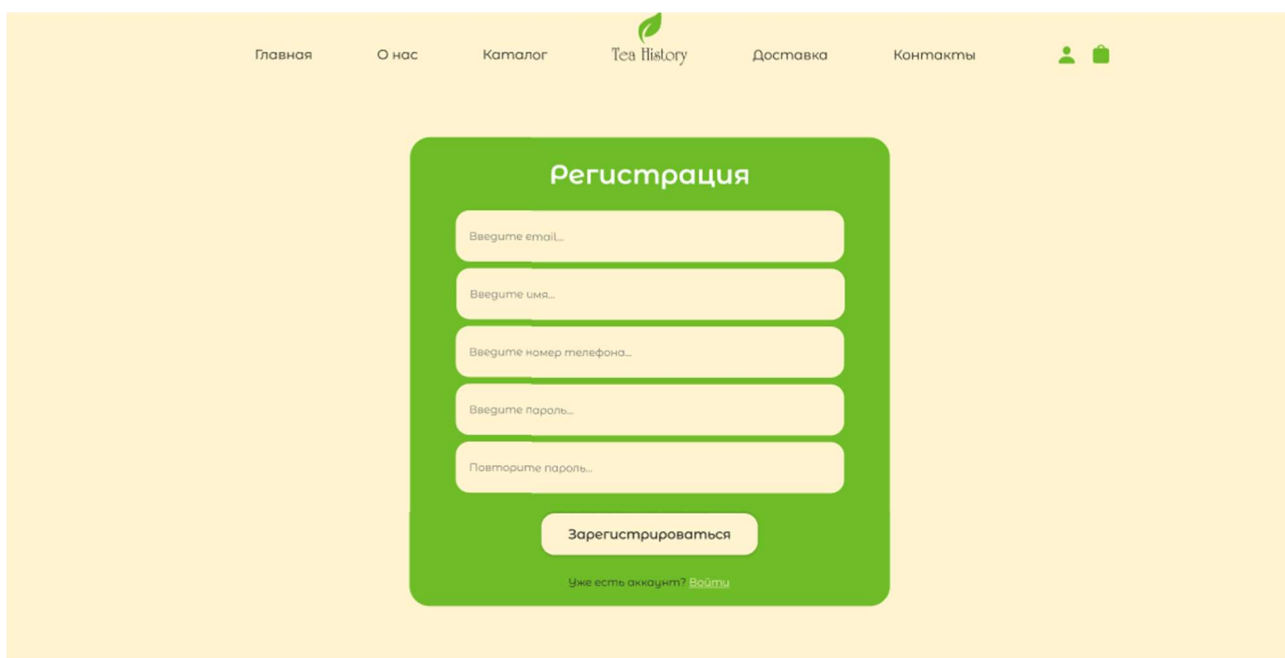 Главная О нас Каталог Tea History Доставка Контакты
Регистрация
Введите email...
Введите имя...
Введите номер телефона...
Введите пароль...
Повторите пароль...
Зарегистрироваться
Уже есть аккаунт? Войти